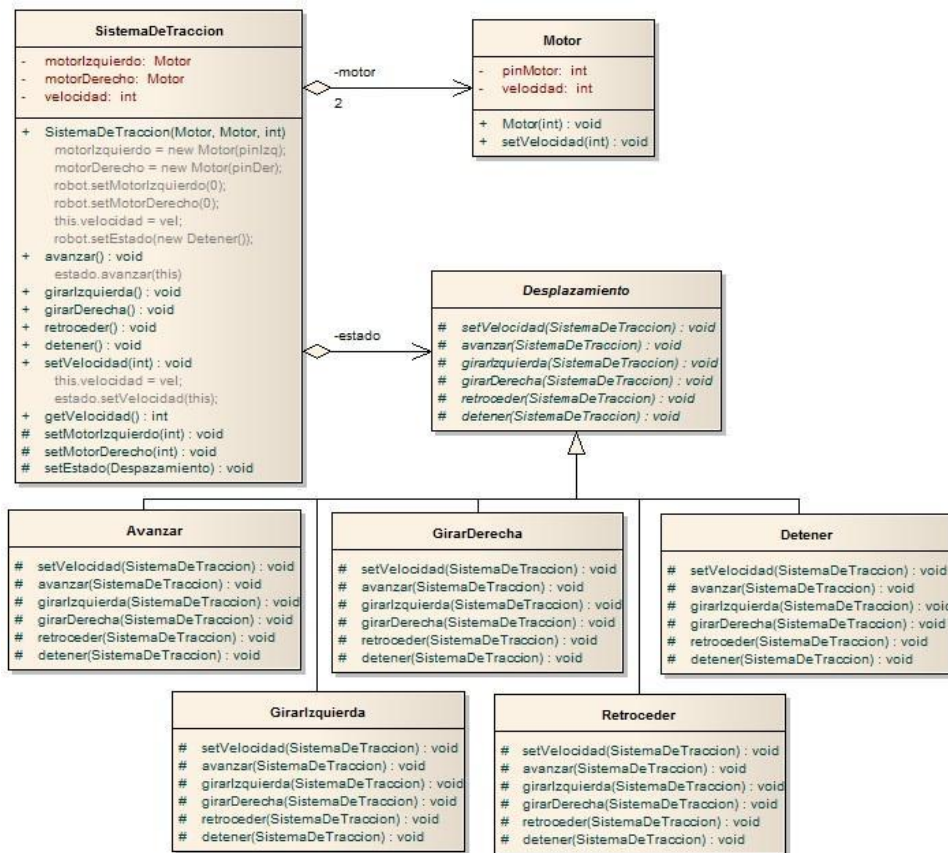 SistemaDeTraccion
- motorIzquierdo: Motor
- motorDerecho: Motor
- velocidad: int
+ SistemaDeTraccion(Motor, Motor, int)
motorIzquierdo = new Motor(pinIzq);
motorDerecho = new Motor(pinDer);
robot.setMotorIzquierdo(0);
robot.setMotorDerecho(0);
this.velocidad = vel;
robot.setEstado(new Detener());
+ avanzar() : void
estado.avanzar(this)
+ girarIzquierda() : void
+ girarDerecha() : void
+ retroceder() : void
+ detener() : void
+ setVelocidad(int) : void
this.velocidad = vel;
estado.setVelocidad(this);
+ getVelocidad() : int
# setMotorIzquierdo(int) : void
# setMotorDerecho(int) : void
# setEstado(Despazamiento) : void
-motor
2
Motor
- pinMotor: int
- velocidad: int
+ Motor(int) : void
+ setVelocidad(int) : void
-estado
Desplazamiento
# setVelocidad(SistemaDeTraccion) : void
# avanzar(SistemaDeTraccion) : void
# girarIzquierda(SistemaDeTraccion) : void
# girarDerecha(SistemaDeTraccion) : void
# retroceder(SistemaDeTraccion) : void
# detener(SistemaDeTraccion) : void
Avanzar
# setVelocidad(SistemaDeTraccion) : void
# avanzar(SistemaDeTraccion) : void
# girarIzquierda(SistemaDeTraccion) : void
# girarDerecha(SistemaDeTraccion) : void
# retroceder(SistemaDeTraccion) : void
# detener(SistemaDeTraccion) : void
GirarDerecha
# setVelocidad(SistemaDeTraccion) : void
# avanzar(SistemaDeTraccion) : void
# girarIzquierda(SistemaDeTraccion) : void
# girarDerecha(SistemaDeTraccion) : void
# retroceder(SistemaDeTraccion) : void
# detener(SistemaDeTraccion) : void
Detener
# setVelocidad(SistemaDeTraccion) : void
# avanzar(SistemaDeTraccion) : void
# girarIzquierda(SistemaDeTraccion) : void
# girarDerecha(SistemaDeTraccion) : void
# retroceder(SistemaDeTraccion) : void
# detener(SistemaDeTraccion) : void
GirarIzquierda
# setVelocidad(SistemaDeTraccion) : void
# avanzar(SistemaDeTraccion) : void
# girarIzquierda(SistemaDeTraccion) : void
# girarDerecha(SistemaDeTraccion) : void
# retroceder(SistemaDeTraccion) : void
# detener(SistemaDeTraccion) : void
Retroceder
# setVelocidad(SistemaDeTraccion) : void
# avanzar(SistemaDeTraccion) : void
# girarIzquierda(SistemaDeTraccion) : void
# girarDerecha(SistemaDeTraccion) : void
# retroceder(SistemaDeTraccion) : void
# detener(SistemaDeTraccion) : void